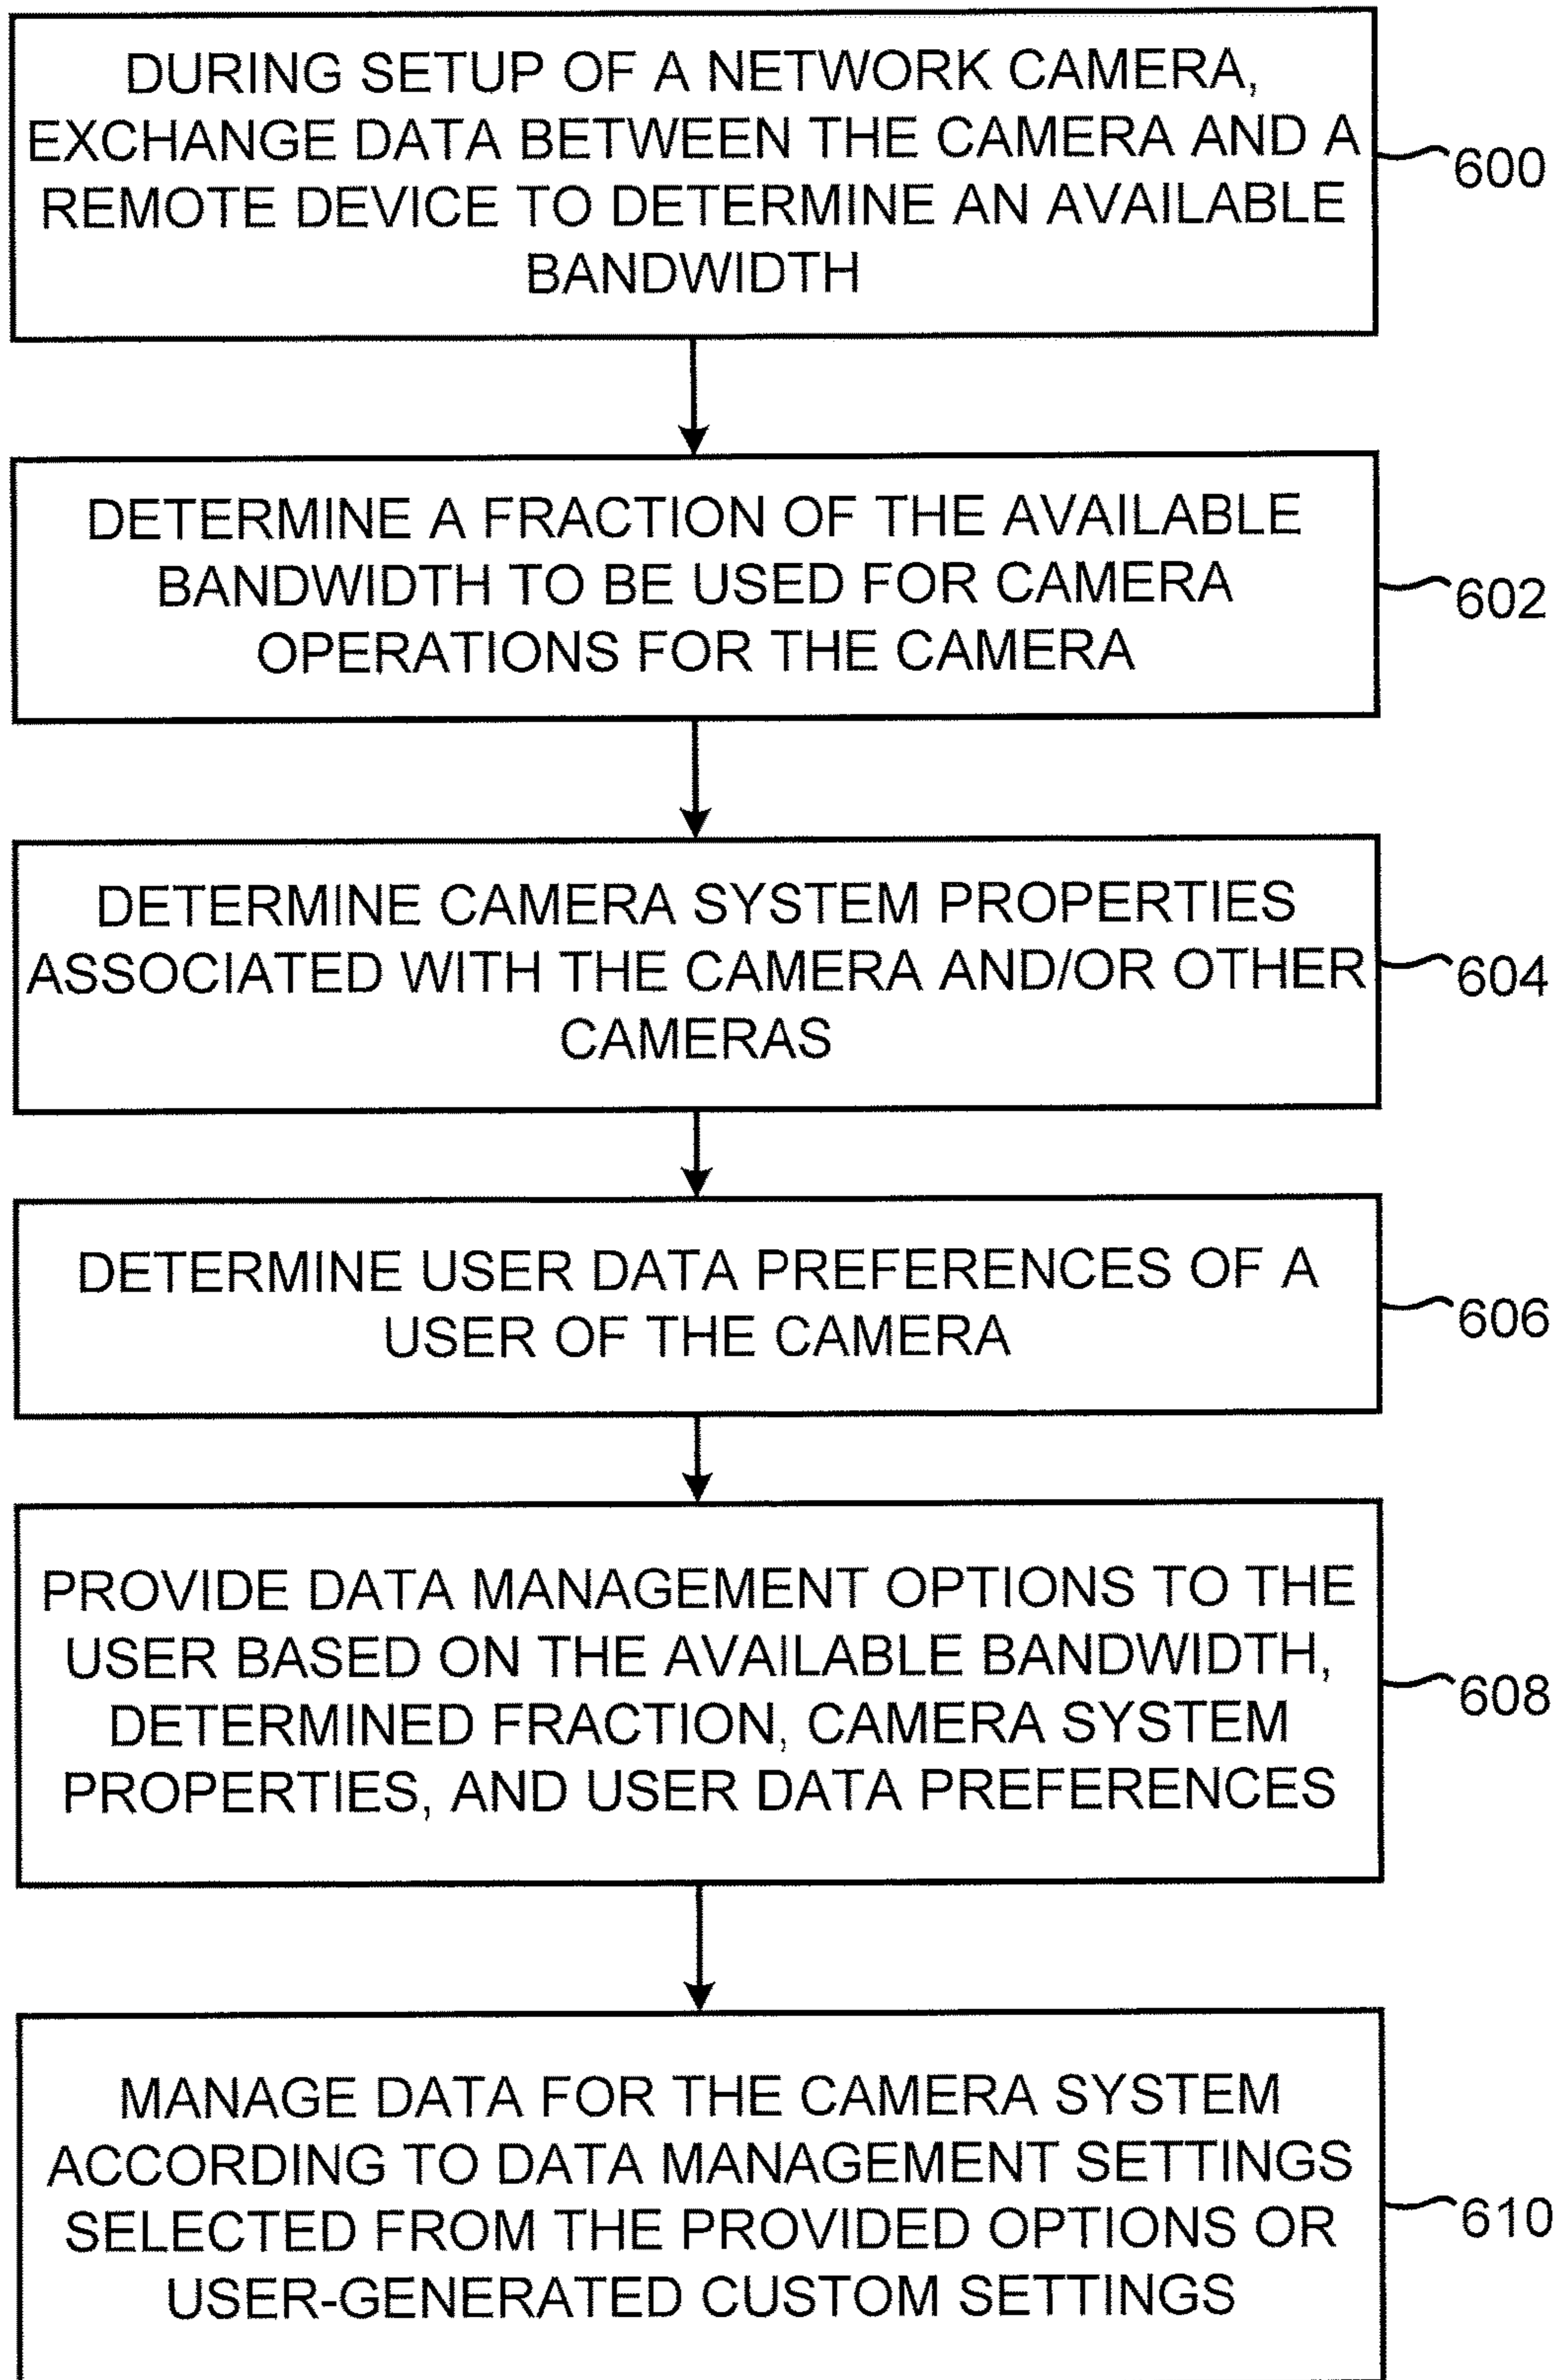 DURING SETUP OF A NETWORK CAMERA,
EXCHANGE DATA BETWEEN THE CAMERA AND A
REMOTE DEVICE TO DETERMINE AN AVAILABLE
BANDWIDTH
600
DETERMINE A FRACTION OF THE AVAILABLE
BANDWIDTH TO BE USED FOR CAMERA
OPERATIONS FOR THE CAMERA
602
DETERMINE CAMERA SYSTEM PROPERTIES
ASSOCIATED WITH THE CAMERA AND/OR OTHER
CAMERAS
604
DETERMINE USER DATA PREFERENCES OF A
USER OF THE CAMERA
606
PROVIDE DATA MANAGEMENT OPTIONS TO THE
USER BASED ON THE AVAILABLE BANDWIDTH,
DETERMINED FRACTION, CAMERA SYSTEM
PROPERTIES, AND USER DATA PREFERENCES
608
MANAGE DATA FOR THE CAMERA SYSTEM
ACCORDING TO DATA MANAGEMENT SETTINGS
SELECTED FROM THE PROVIDED OPTIONS OR
USER-GENERATED CUSTOM SETTINGS
610